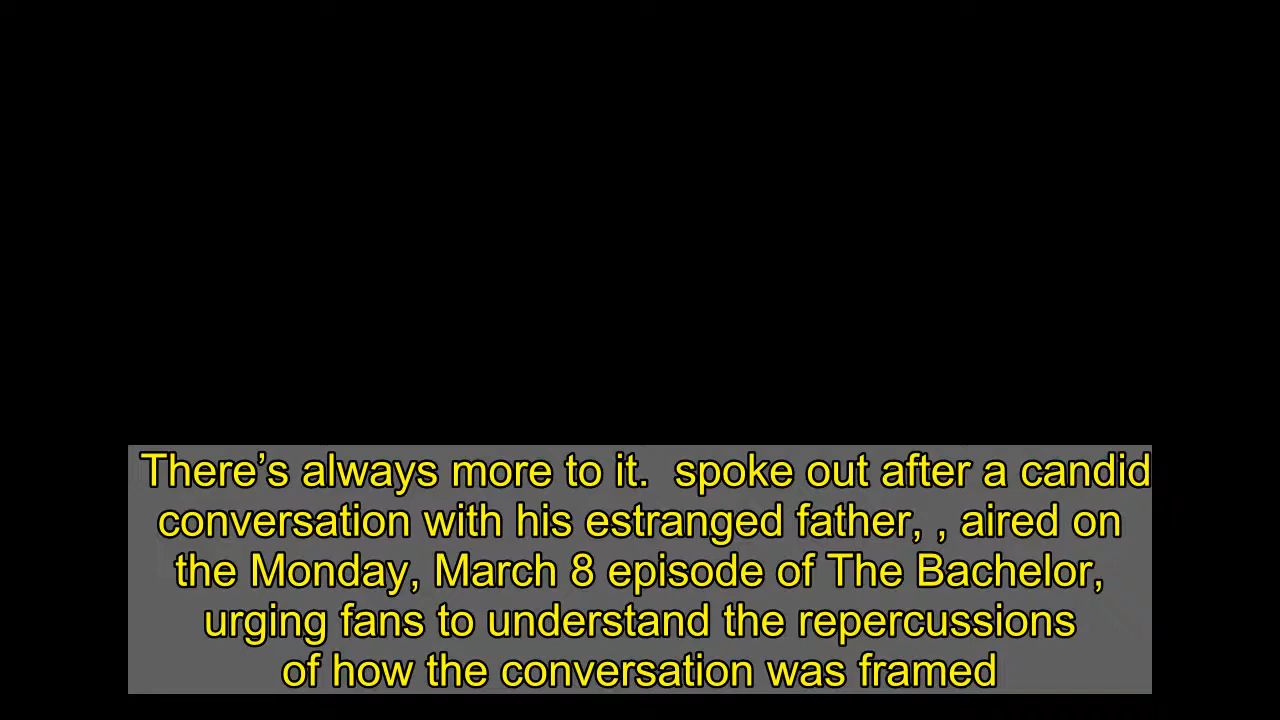 There’s always more to it.  spoke out after a candid
conversation with his estranged father, , aired on
the Monday, March 8 episode of The Bachelor,
urging fans to understand the repercussions
of how the conversation was framed